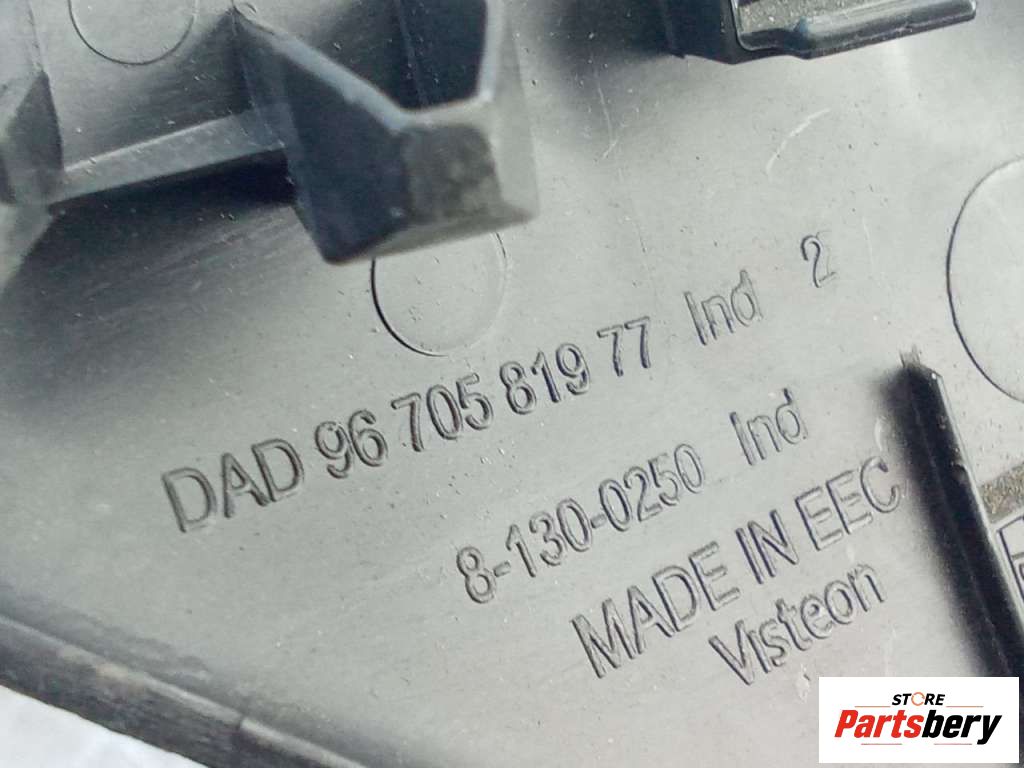 DAD 96 705 819 77 Ind 2
8-130-0250 Ind
MADE IN EEC
Visteon
STORE
Partsbery